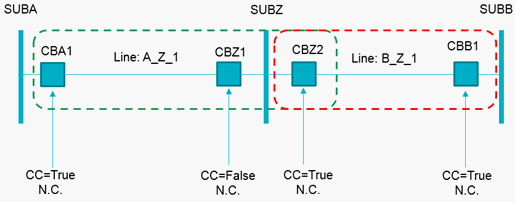 SUBA
SUBZ
SUBB
CBA1
Line: A_Z_1
CBZ1
CBZ2
Line: B_Z_1
CBB1
CC=True
N.C.
CC=False
N.C.
CC=True
N.C.
CC=True
N.C.